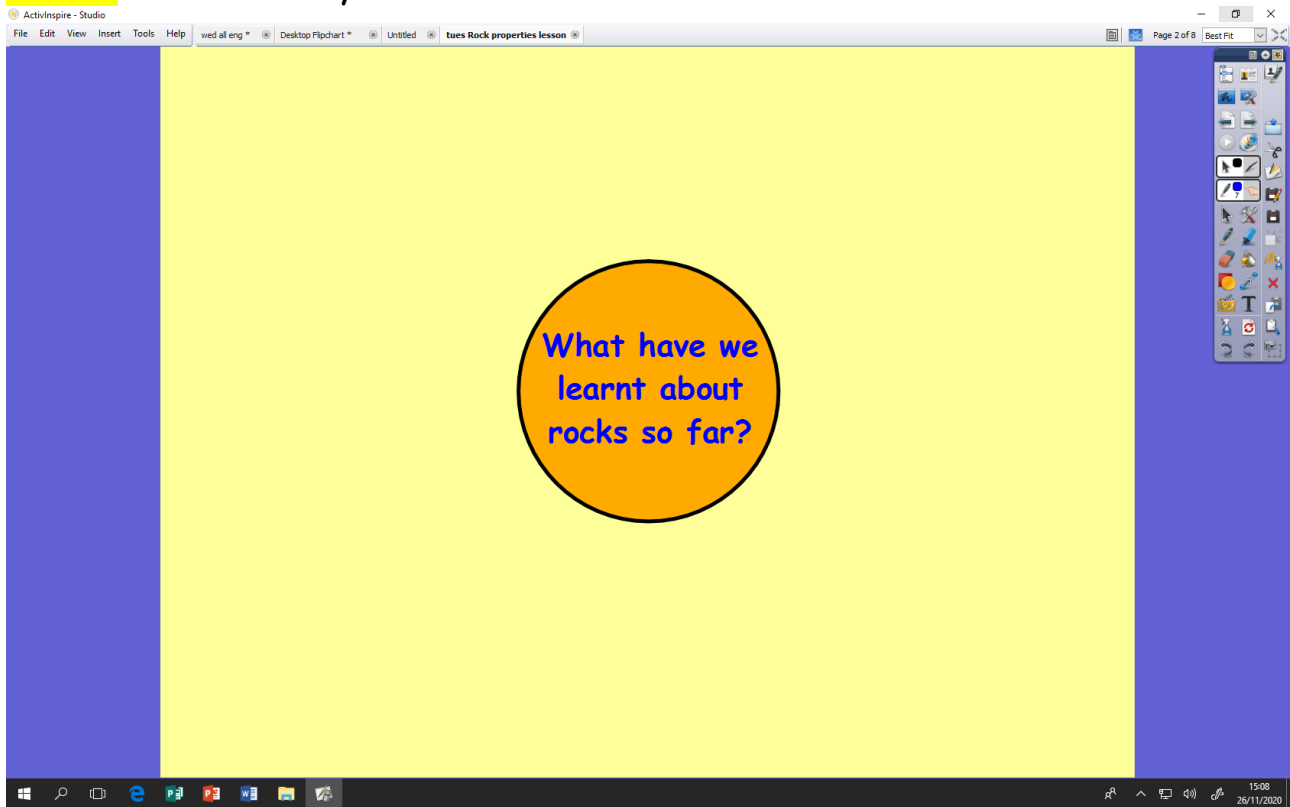 ActivInspire - Studio
File Edit View Insert Tools Help
wed all eng * Desktop Flipchart * Untitled tues Rock properties lesson
Page 2 of 8 Best Fit
7
T
What have we
learnt about
rocks so far?
15:08
26/11/2020